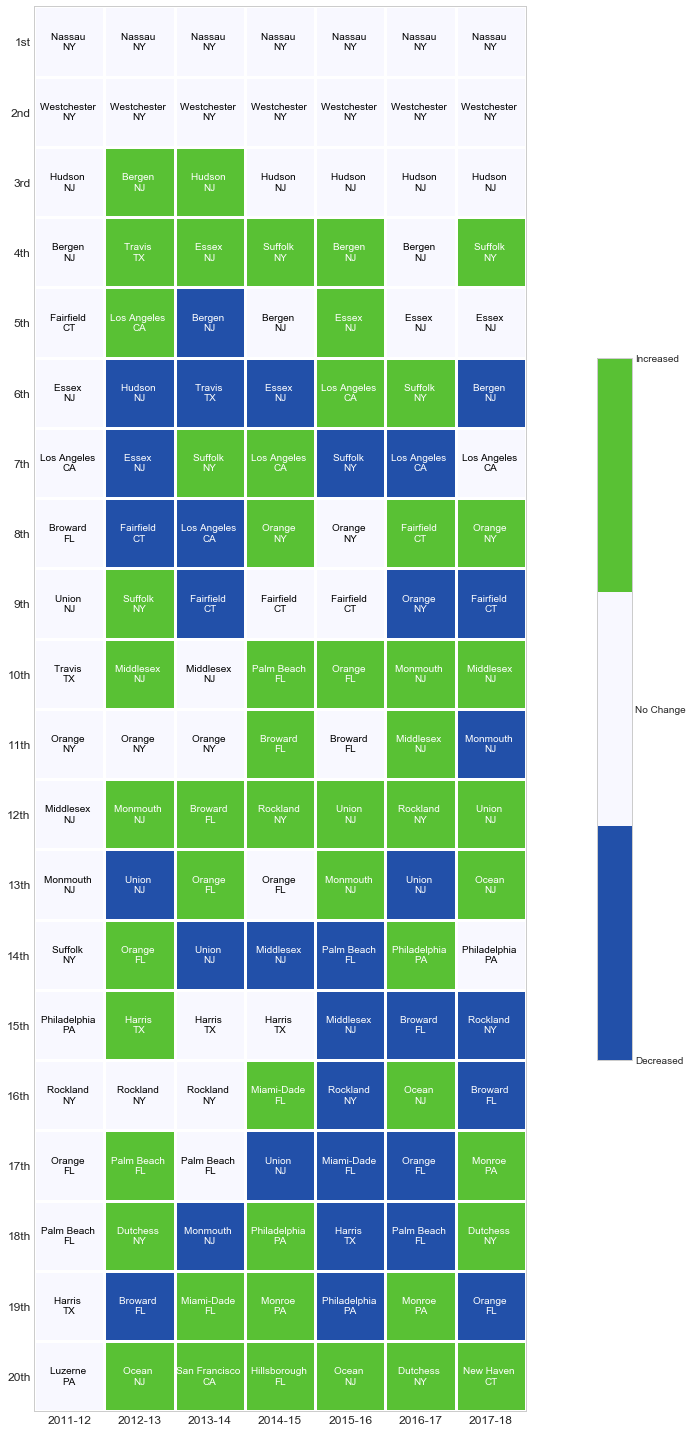 1st
Nassau Nassau Nassau Nassau Nassau Nassau Nassau
NY NY NY NY NY NY NY
2nd
Westchester Westchester Westchester Westchester Westchester Westchester Westchester
NY NY NY NY NY NY NY
3rd
Hudson Bergen Hudson Hudson Hudson Hudson Hudson
NJ NJ NJ NJ NJ NJ NJ
4th
Bergen Travis Essex Suffolk Bergen Bergen Suffolk
NJ TX NJ NY NJ NJ NY
5th
Fairfield Los Angeles Bergen Bergen Essex Essex Essex
CT CA NJ NJ NJ NJ NJ
Increased
6th
Essex Hudson Travis Essex Los Angeles Suffolk Bergen
NJ NJ TX NJ CA NY NJ
7th
Los Angeles Essex Suffolk Los Angeles Suffolk Los Angeles Los Angeles
CA NJ NY CA NY CA CA
8th
Broward Fairfield Los Angeles Orange Orange Fairfield Orange
FL CT CA NY NY CT NY
9th
Union Suffolk Fairfield Fairfield Fairfield Orange Fairfield
NJ NY CT CT CT NY CT
10th
Travis Middlesex Middlesex Palm Beach Orange Monmouth Middlesex
TX NJ NJ FL FL NJ NJ
No Change
11th
Orange Orange Orange Broward Broward Middlesex Monmouth
NY NY NY FL FL NJ NJ
12th
Middlesex Monmouth Broward Rockland Union Rockland Union
NJ NJ FL NY NJ NY NJ
13th
Monmouth Union Orange Orange Monmouth Union Ocean
NJ NJ FL FL NJ NJ NJ
14th
Suffolk Orange Union Middlesex Palm Beach Philadelphia Philadelphia
NY FL NJ NJ FL PA PA
15th
Philadelphia Harris Harris Harris Middlesex Broward Rockland
PA TX TX TX NJ FL NY
Decreased
16th
Rockland Rockland Rockland Miami-Dade Rockland Ocean Broward
NY NY NY FL NY NJ FL
17th
Orange Palm Beach Palm Beach Union Miami-Dade Orange Monroe
FL FL FL NJ FL FL PA
18th
Palm Beach Dutchess Monmouth Philadelphia Harris Palm Beach Dutchess
FL NY NJ PA TX FL NY
19th
Harris Broward Miami-Dade Monroe Philadelphia Monroe Orange
TX FL FL PA PA PA FL
20th
Luzerne Ocean San Francisco Hillsborough Ocean Dutchess New Haven
PA NJ CA FL NJ NY CT
2011-12 2012-13 2013-14 2014-15 2015-16 2016-17 2017-18